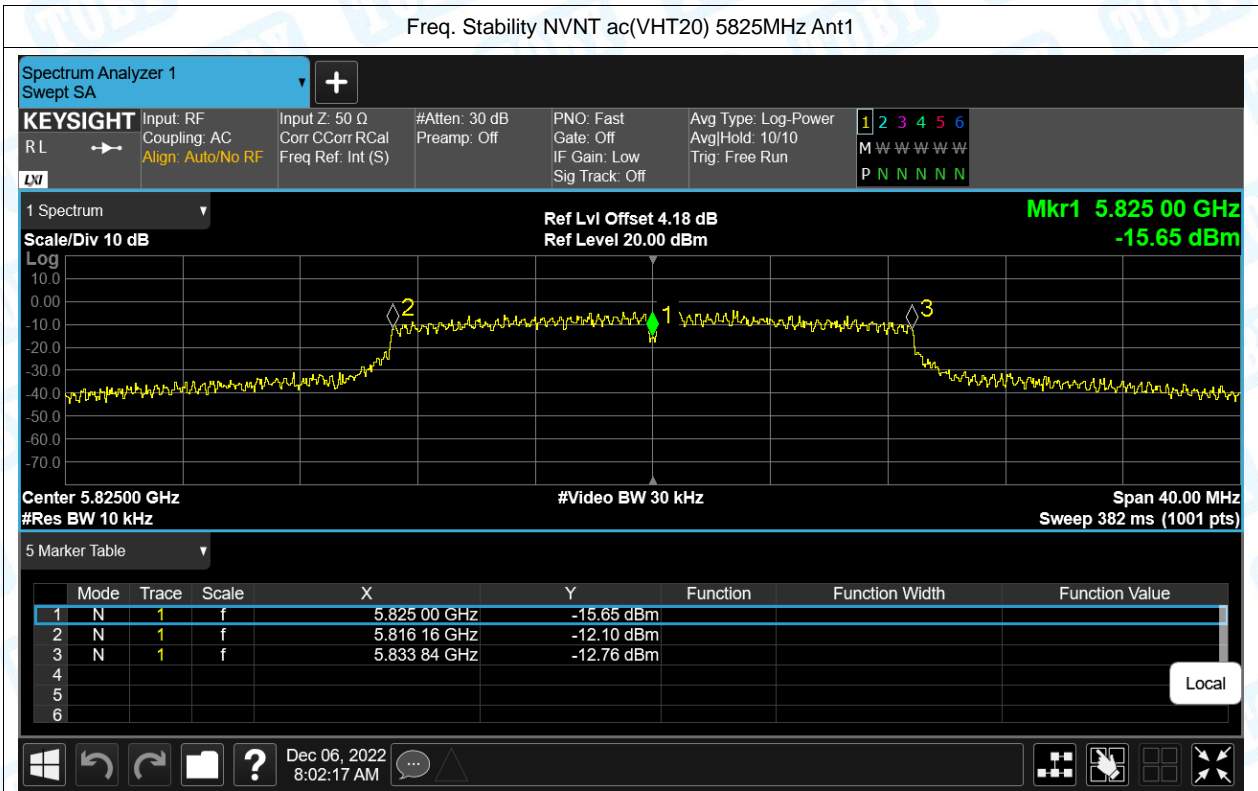 Freq. Stability NVNT ac(VHT20) 5825MHz Ant1
Spectrum Analyzer 1
Swept SA
KEYSIGHT
R L
LXI
Input: RF
Coupling: AC
Align: Auto/No RF
Input Z: 50 Ω
Corr CCorr RCal
Freq Ref: Int (S)
#Atten: 30 dB
Preamp: Off
PNO: Fast
Gate: Off
IF Gain: Low
Sig Track: Off
Avg Type: Log-Power
Avg|Hold: 10/10
Trig: Free Run
1 2 3 4 5 6
M W W W W W
P N N N N N
1 Spectrum
Scale/Div 10 dB
Ref Lvl Offset 4.18 dB
Ref Level 20.00 dBm
Mkr1 5.825 00 GHz
-15.65 dBm
Log
10.0
0.00
-10.0
-20.0
-30.0
-40.0
-50.0
-60.0
-70.0
2
1
3
Center 5.82500 GHz
#Video BW 30 kHz
Span 40.00 MHz
#Res BW 10 kHz
Sweep 382 ms (1001 pts)
5 Marker Table
Mode Trace Scale X Y Function Function Width Function Value
1 N 1 f 5.825 00 GHz -15.65 dBm
2 N 1 f 5.816 16 GHz -12.10 dBm
3 N 1 f 5.833 84 GHz -12.76 dBm
4
5
6
Local
Dec 06, 2022
8:02:17 AM